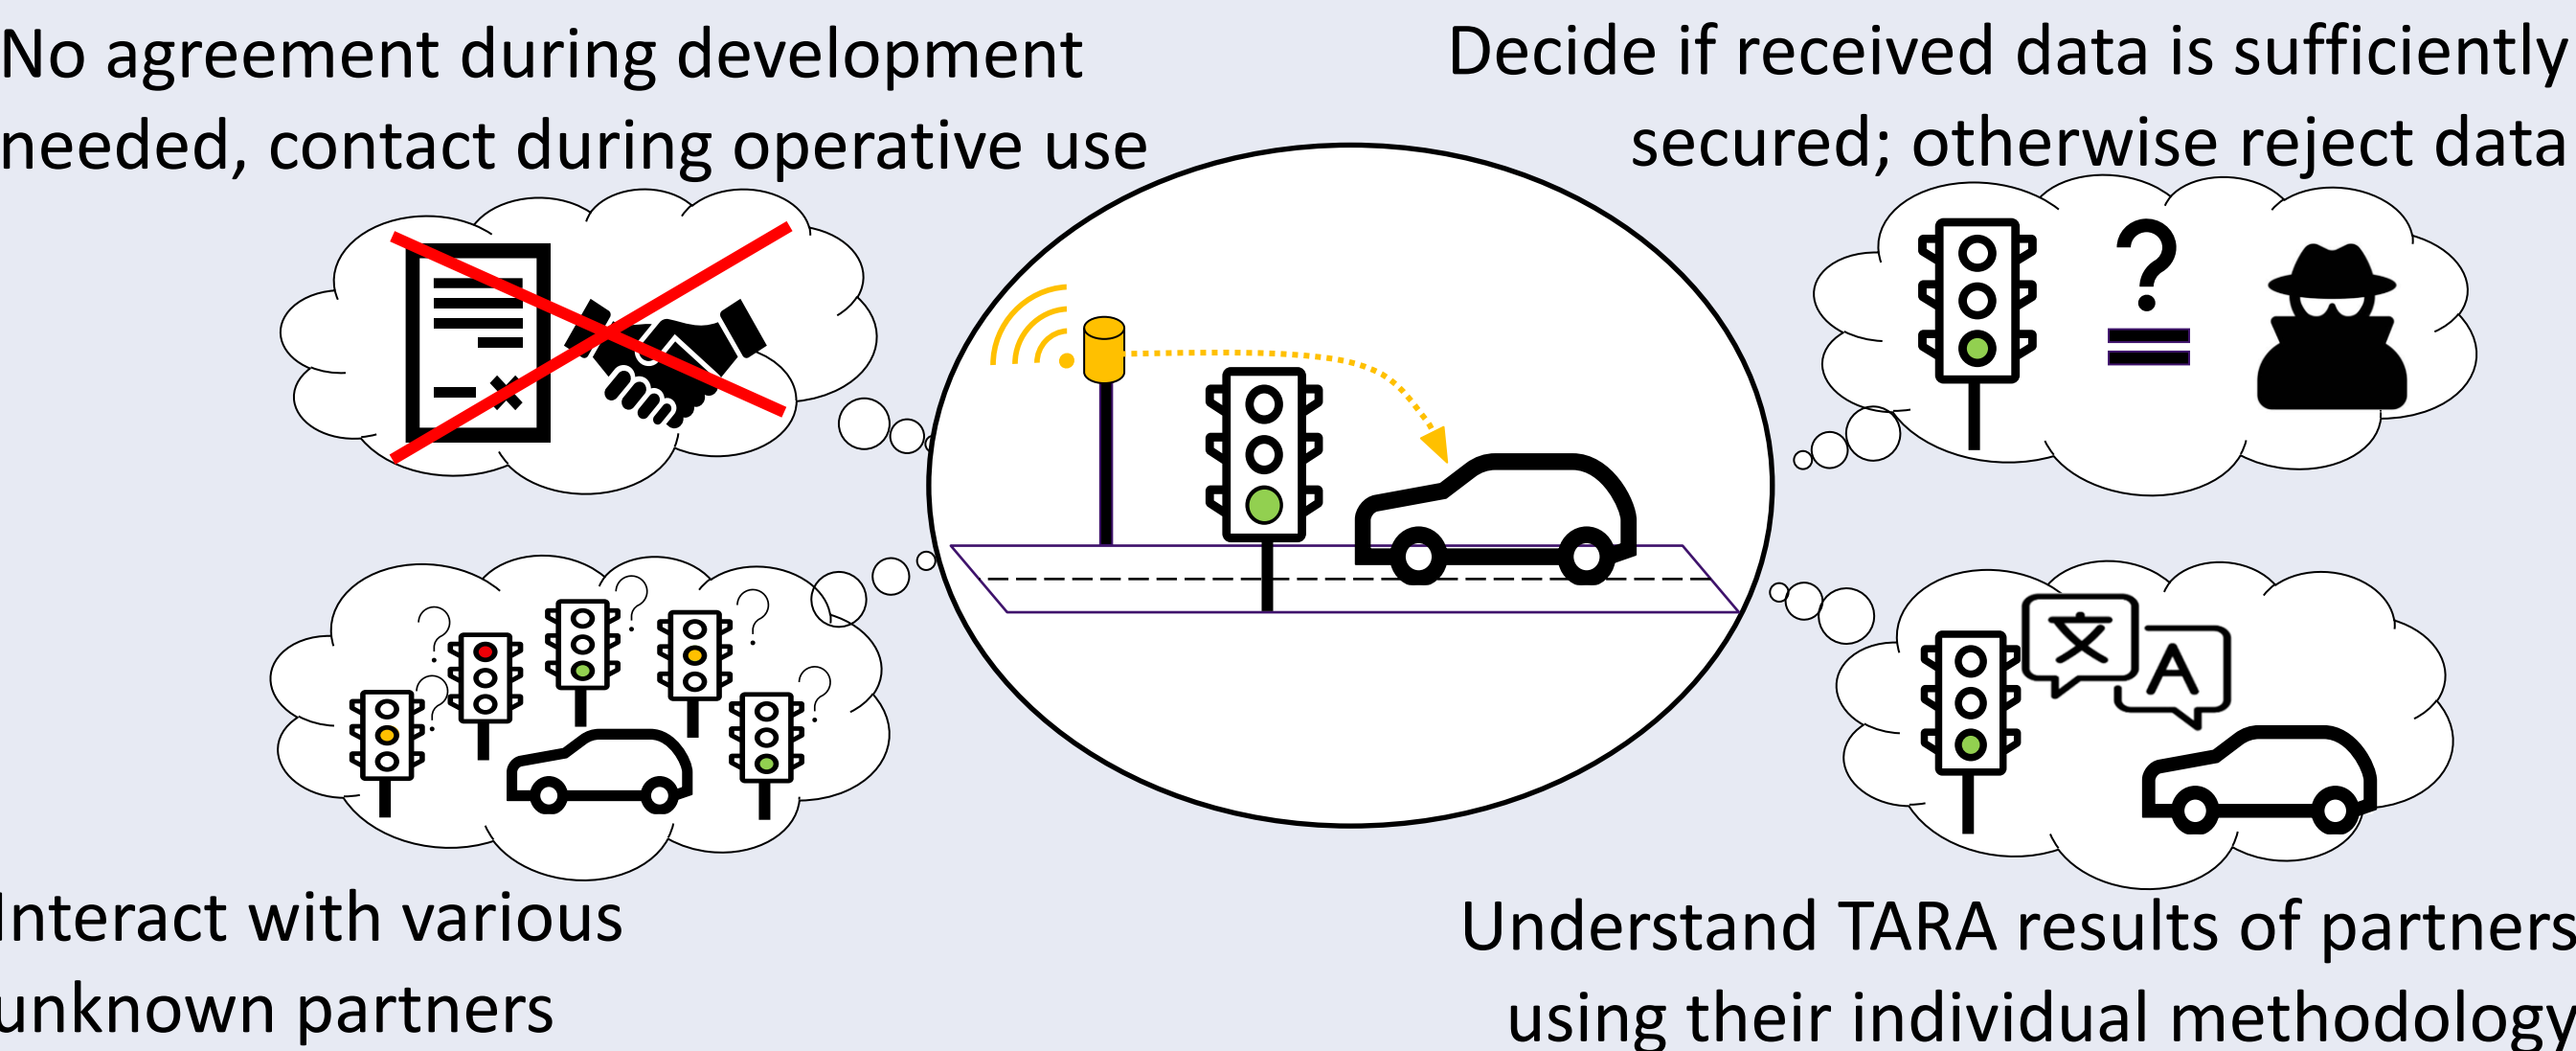 No agreement during development
needed, contact during operative use
Decide if received data is sufficiently
secured; otherwise reject data
?
?
?
?
?
?
文
A
Interact with various
unknown partners
Understand TARA results of partners
using their individual methodology